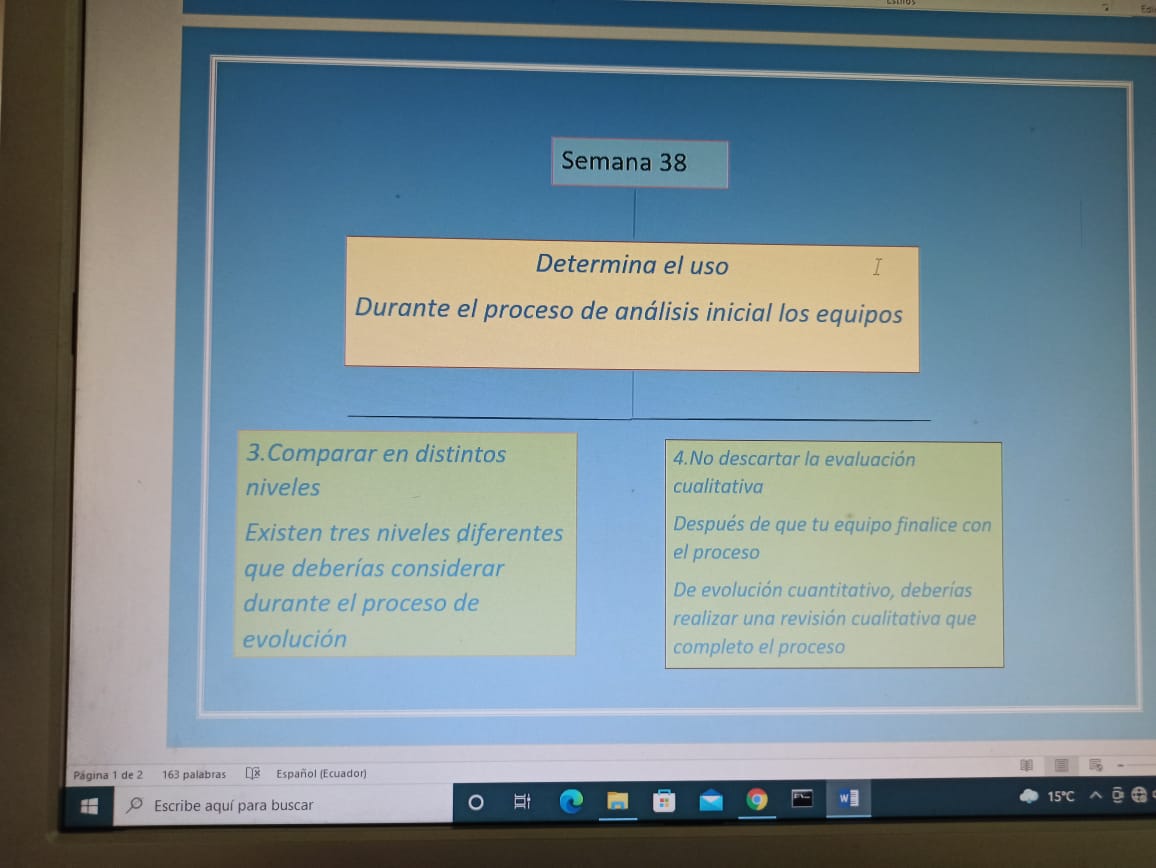 Estilos
Semana 38
Determina el uso
Durante el proceso de análisis inicial los equipos
3.Comparar en distintos
niveles
Existen tres niveles diferentes
que deberías considerar
durante el proceso de
evolución
4.No descartar la evaluación
cualitativa
Después de que tu equipo finalice con
el proceso
De evolución cuantitativo, deberías
realizar una revisión cualitativa que
completo el proceso
Página 1 de 2 163 palabras Español (Ecuador)
Escribe aquí para buscar
15°C